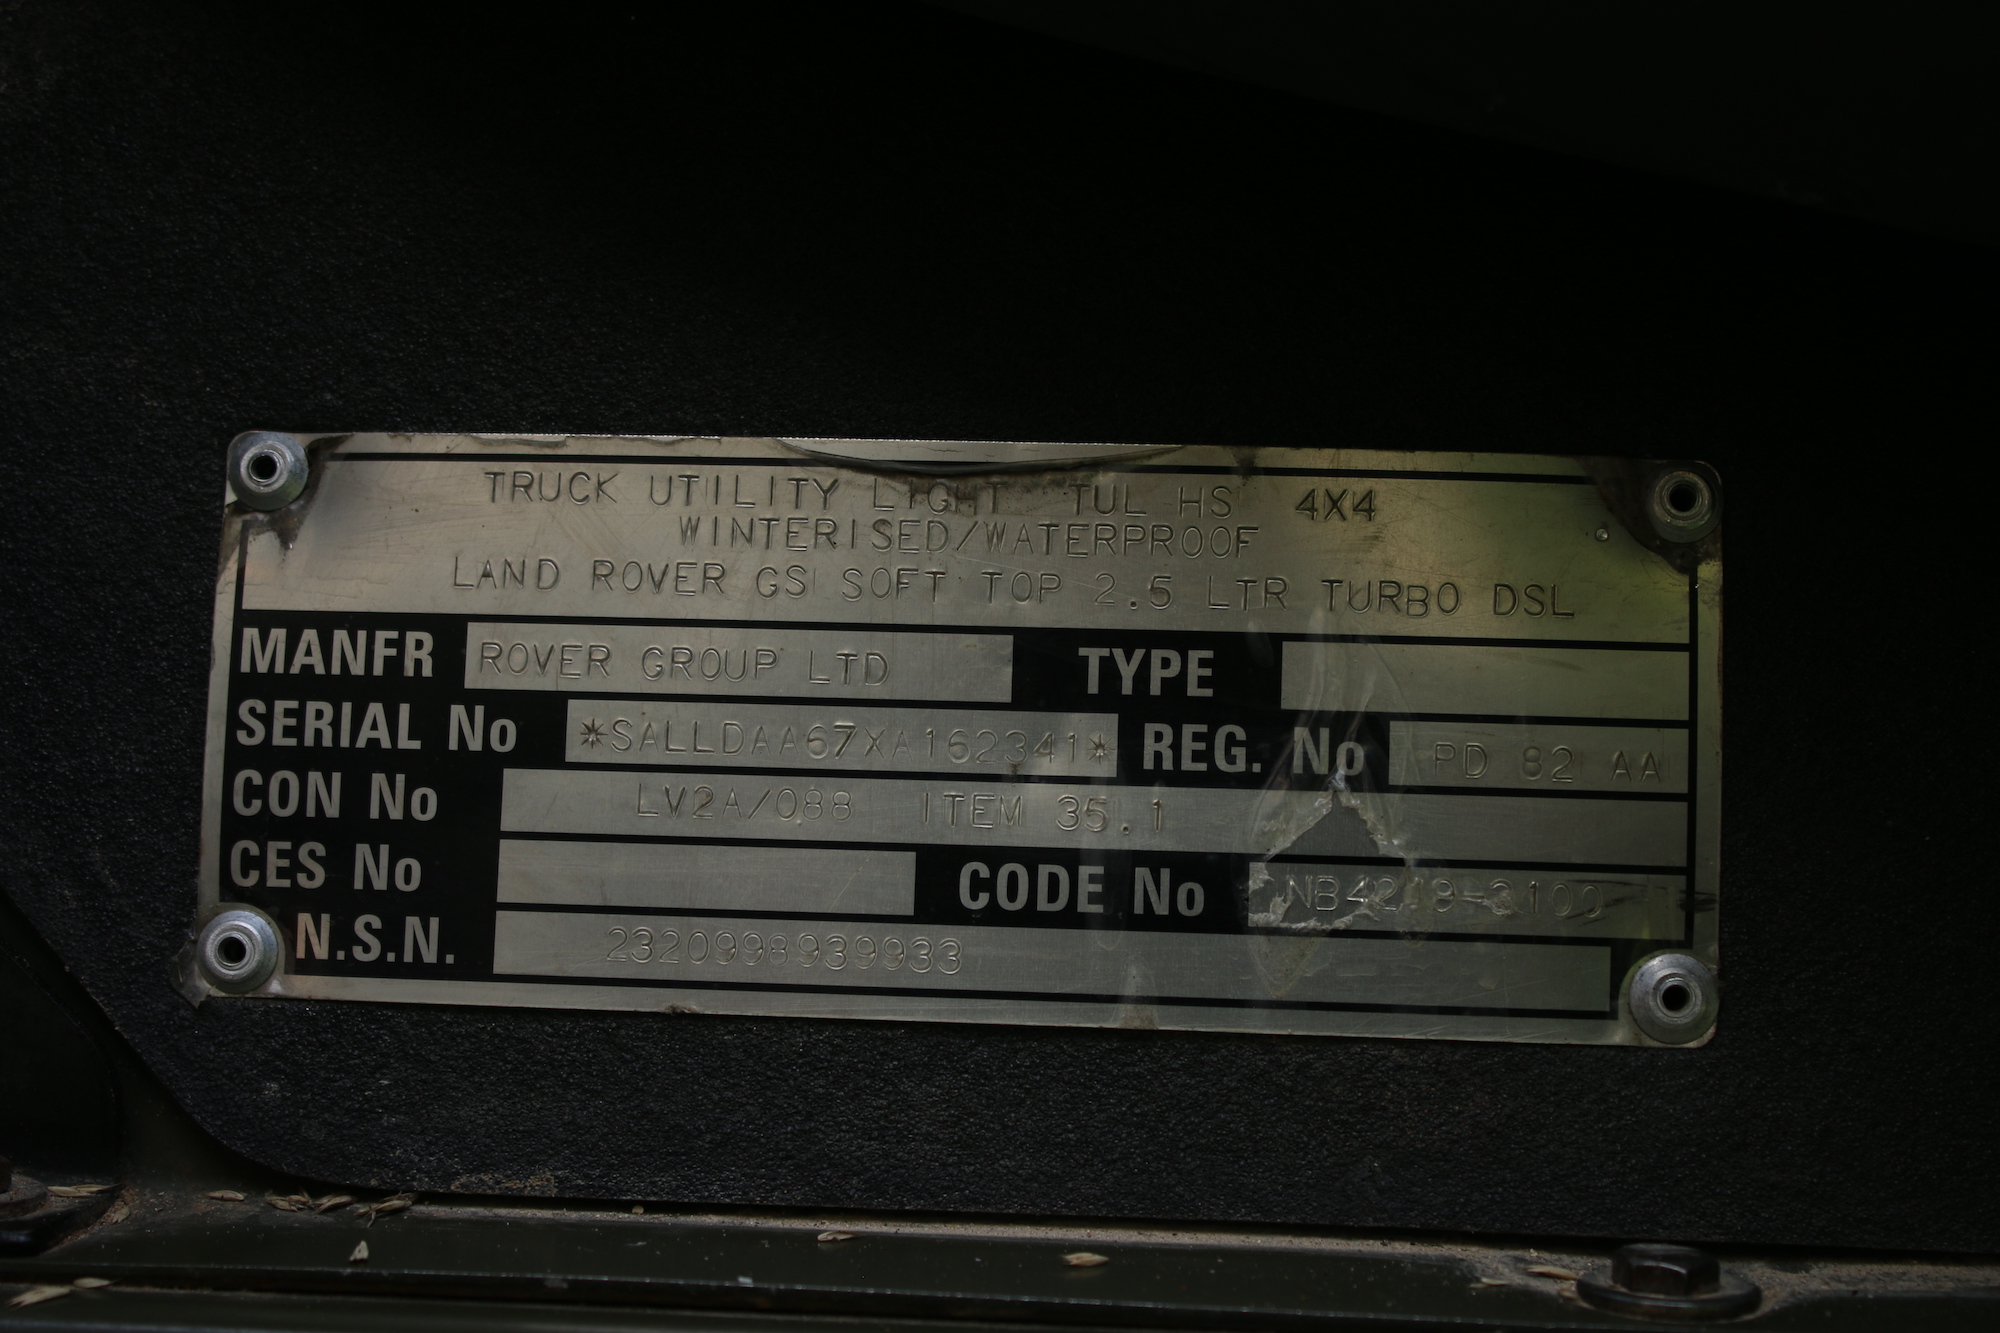 TRUCK UTILITY LIGHT TUL HS 4X4
WINTERISED/WATERPROOF
LAND ROVER GS SOFT TOP 2.5 LTR TURBO DSL
MANFR ROVER GROUP LTD TYPE
SERIAL No *SALLDAA67XA162341* REG. No PD 82 AA
CON No LV2A/088 ITEM 35.1
CES No CODE No
N.S.N. 2320998939933